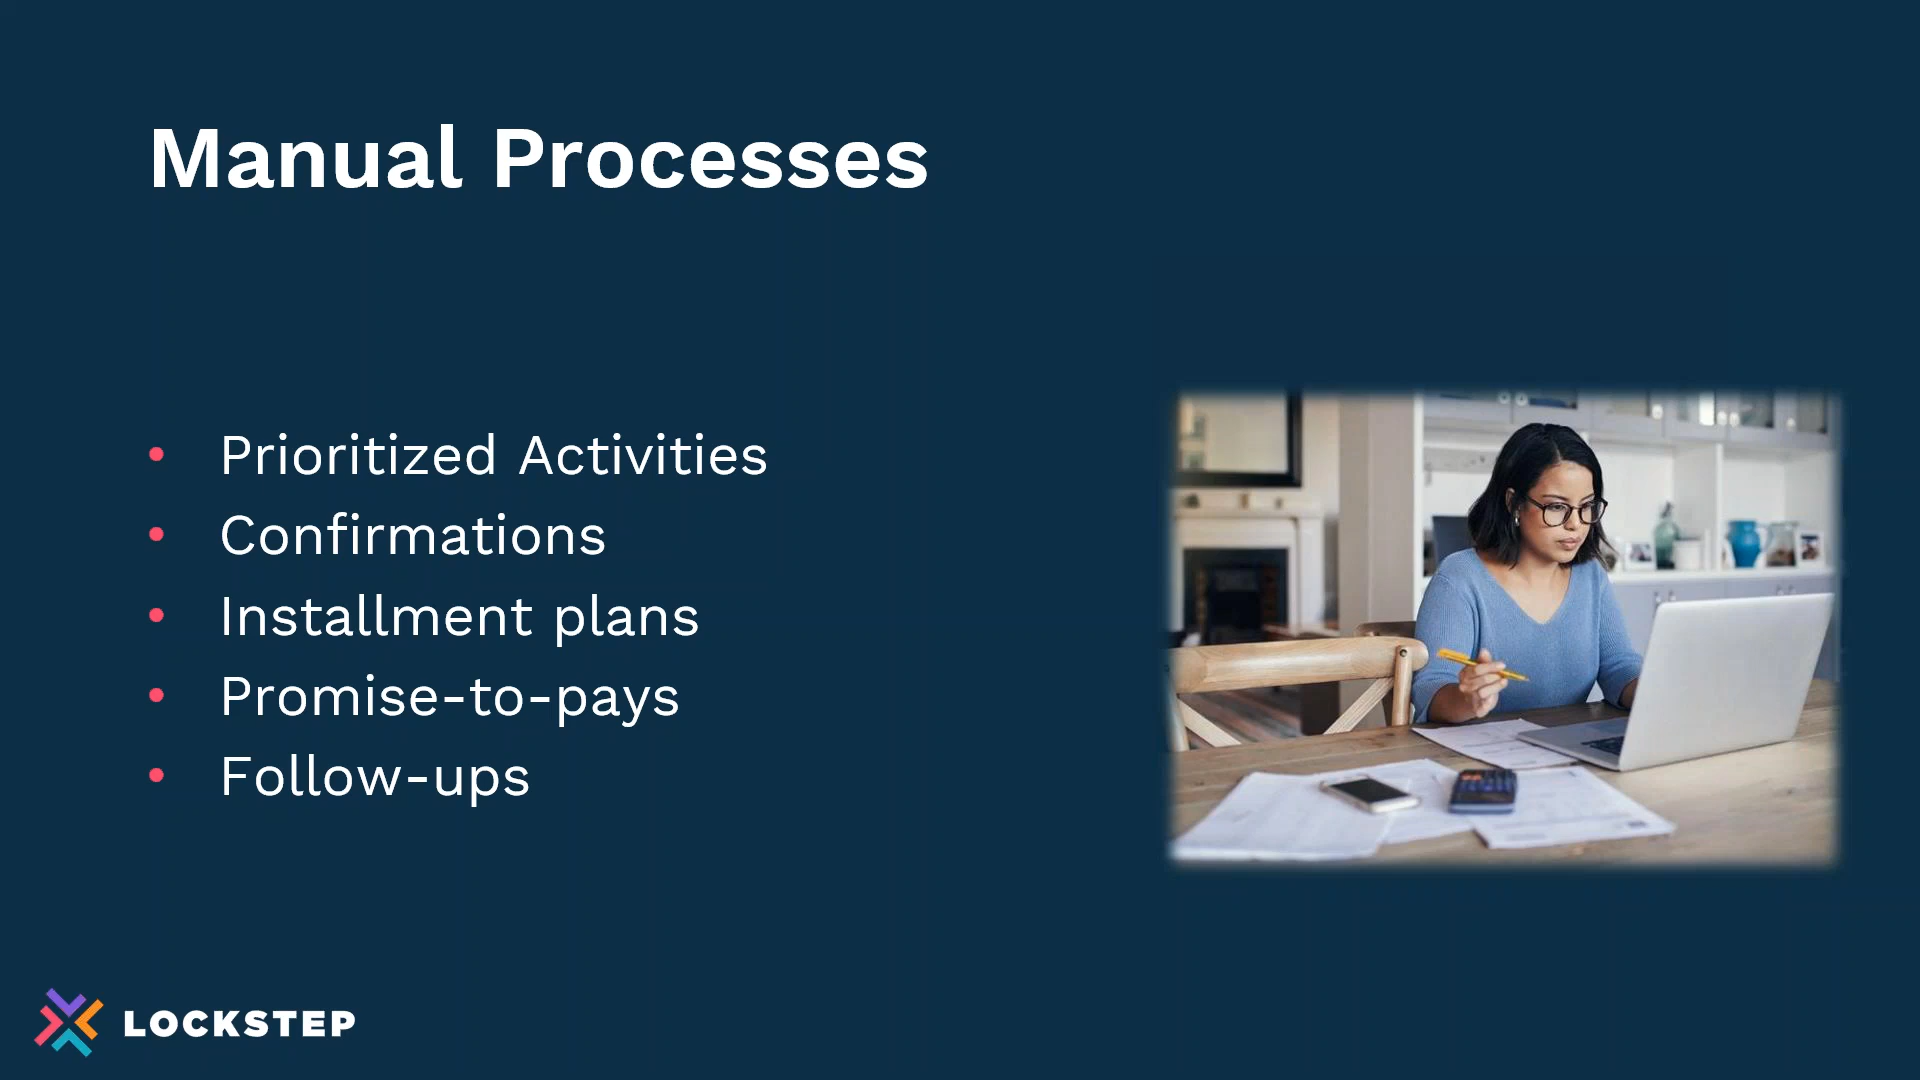 Manual Processes
• Prioritized Activities
• Confirmations
• Installment plans
• Promise-to-pays
• Follow-ups
LOCKSTEP